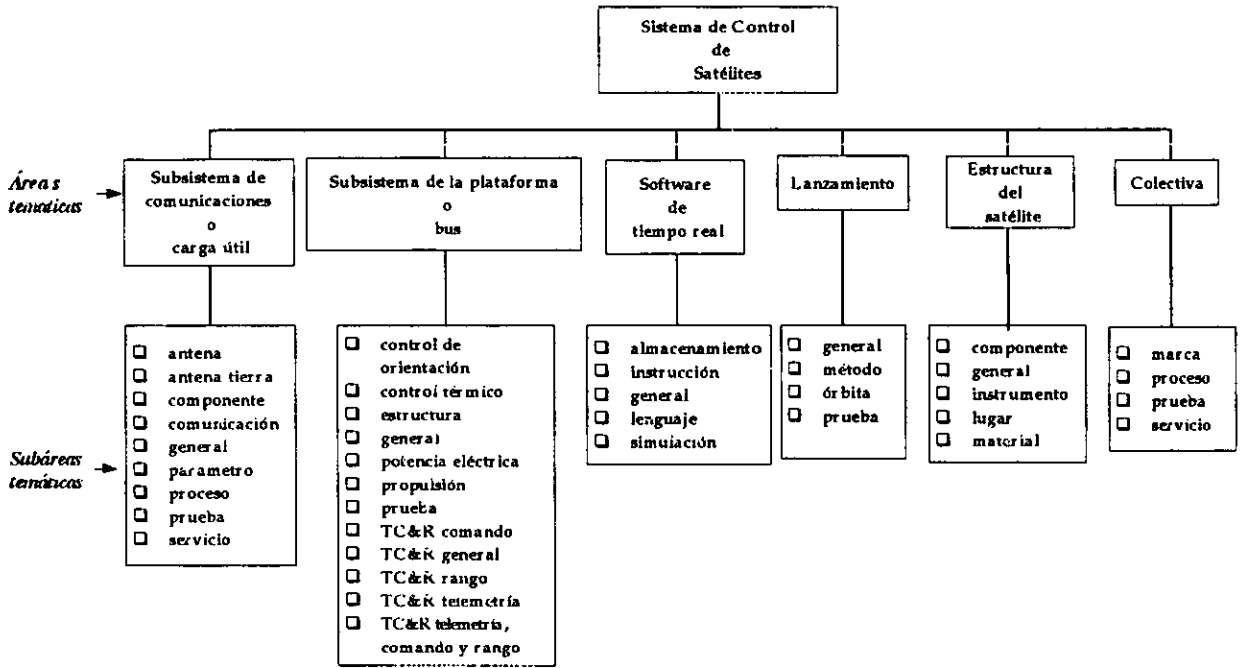 Sistema de Control
de
Satélites
Áreas
temáticas
Subsistema de
comunicaciones
o
carga útil
Subsistema de la plataforma
o
bus
Software
de
tiempo real
Lanzamiento
Estructura
del
satélite
Colectiva
Subáreas
temáticas
antena
antena tierra
componente
comunicación
general
parametro
proceso
prueba
servicio
control de
orientación
control térmico
estructura
general
potencia eléctrica
propulsión
prueba
TC&R comando
TC&R general
TC&R rango
TC&R telemetría
TC&R telemetría,
comando y rango
almacenamiento
instrucción
general
lenguaje
simulación
general
método
órbita
prueba
componente
general
instrumento
lugar
material
marca
proceso
prueba
servicio